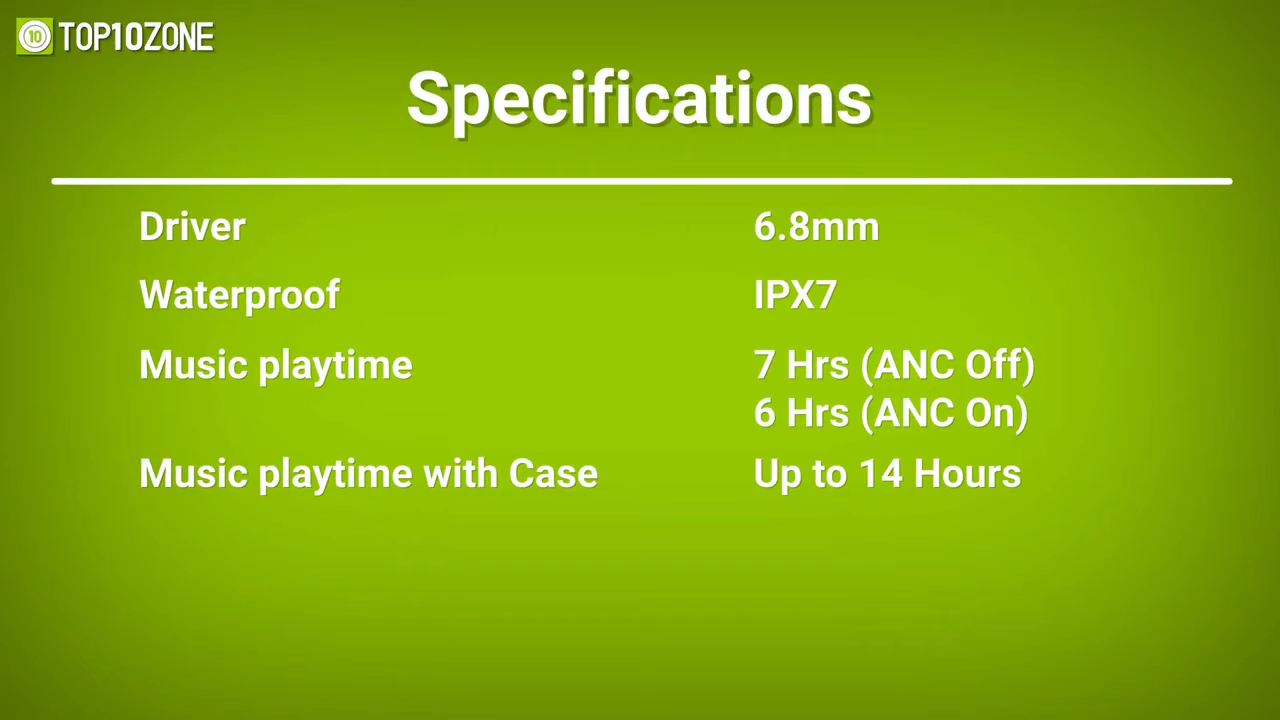 TOP10ZONE
Specifications
Driver 6.8mm
Waterproof IPX7
Music playtime 7 Hrs (ANC Off)
6 Hrs (ANC On)
Music playtime with Case Up to 14 Hours